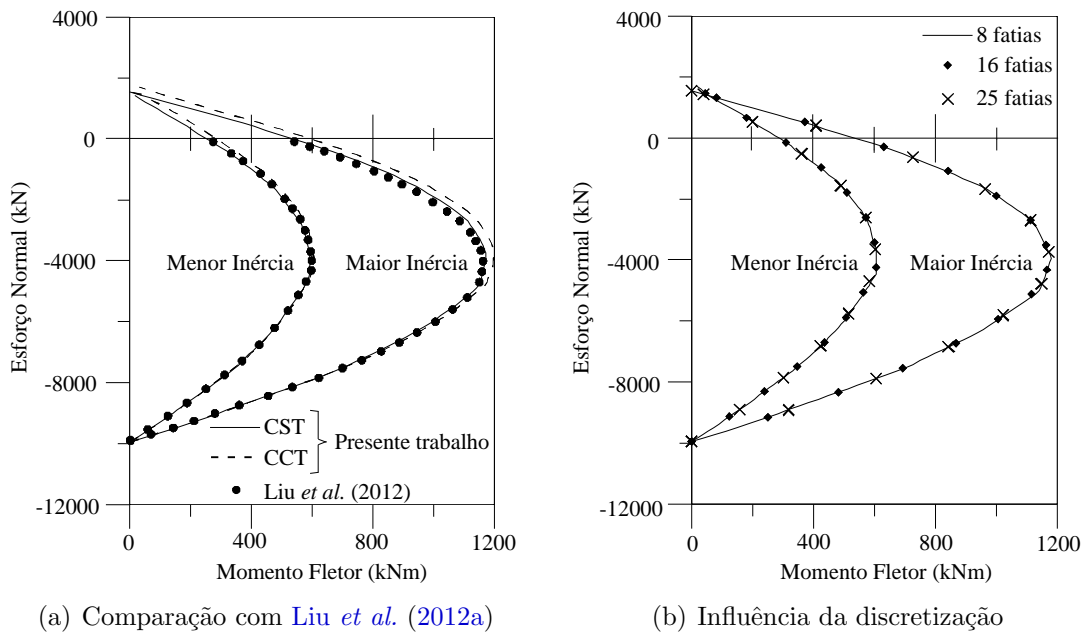 4000
0
-4000
-8000
-12000
Esforço Normal (kN)
0
400
800
1200
Momento Fletor (kNm)
Menor Inércia
Maior Inércia
CST
CCT
Presente trabalho
Liu et al. (2012)
(a) Comparação com Liu et al. (2012a)
4000
0
-4000
-8000
-12000
Esforço Normal (kN)
0
400
800
1200
Momento Fletor (kNm)
8 fatias
16 fatias
25 fatias
Menor Inércia
Maior Inércia
(b) Influência da discretização